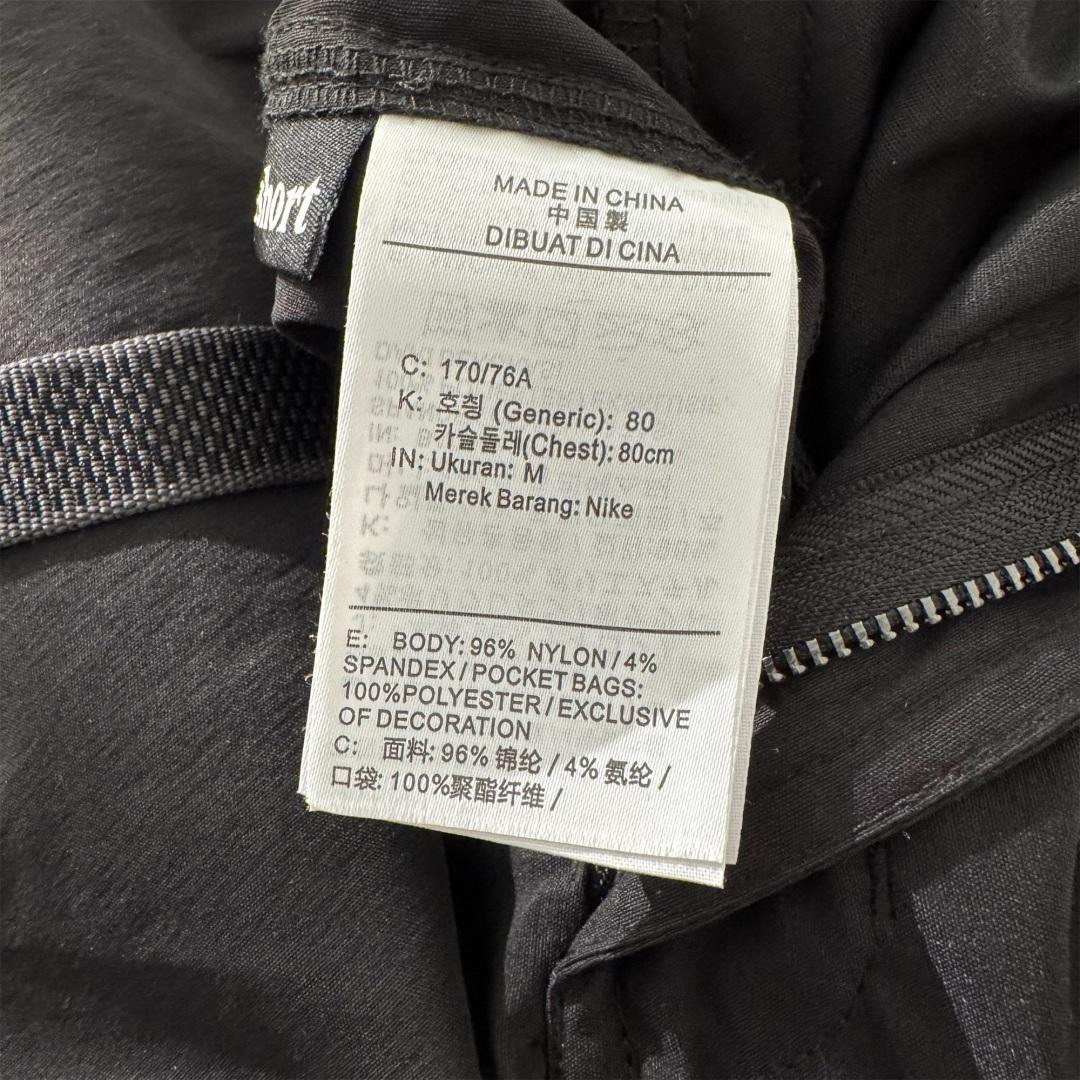 short
MADE IN CHINA
中国製
DIBUAT DI CINA
C: 170/76A
K: 호칭 (Generic): 80
카슬돌레(Chest): 80cm
IN: Ukuran: M
Merek Barang: Nike
E: BODY: 96% NYLON / 4%
SPANDEX / POCKET BAGS:
100%POLYESTER / EXCLUSIVE
OF DECORATION
C: 面料: 96% 锦纶 / 4% 氨纶 /
口袋: 100%聚酯纤维 /